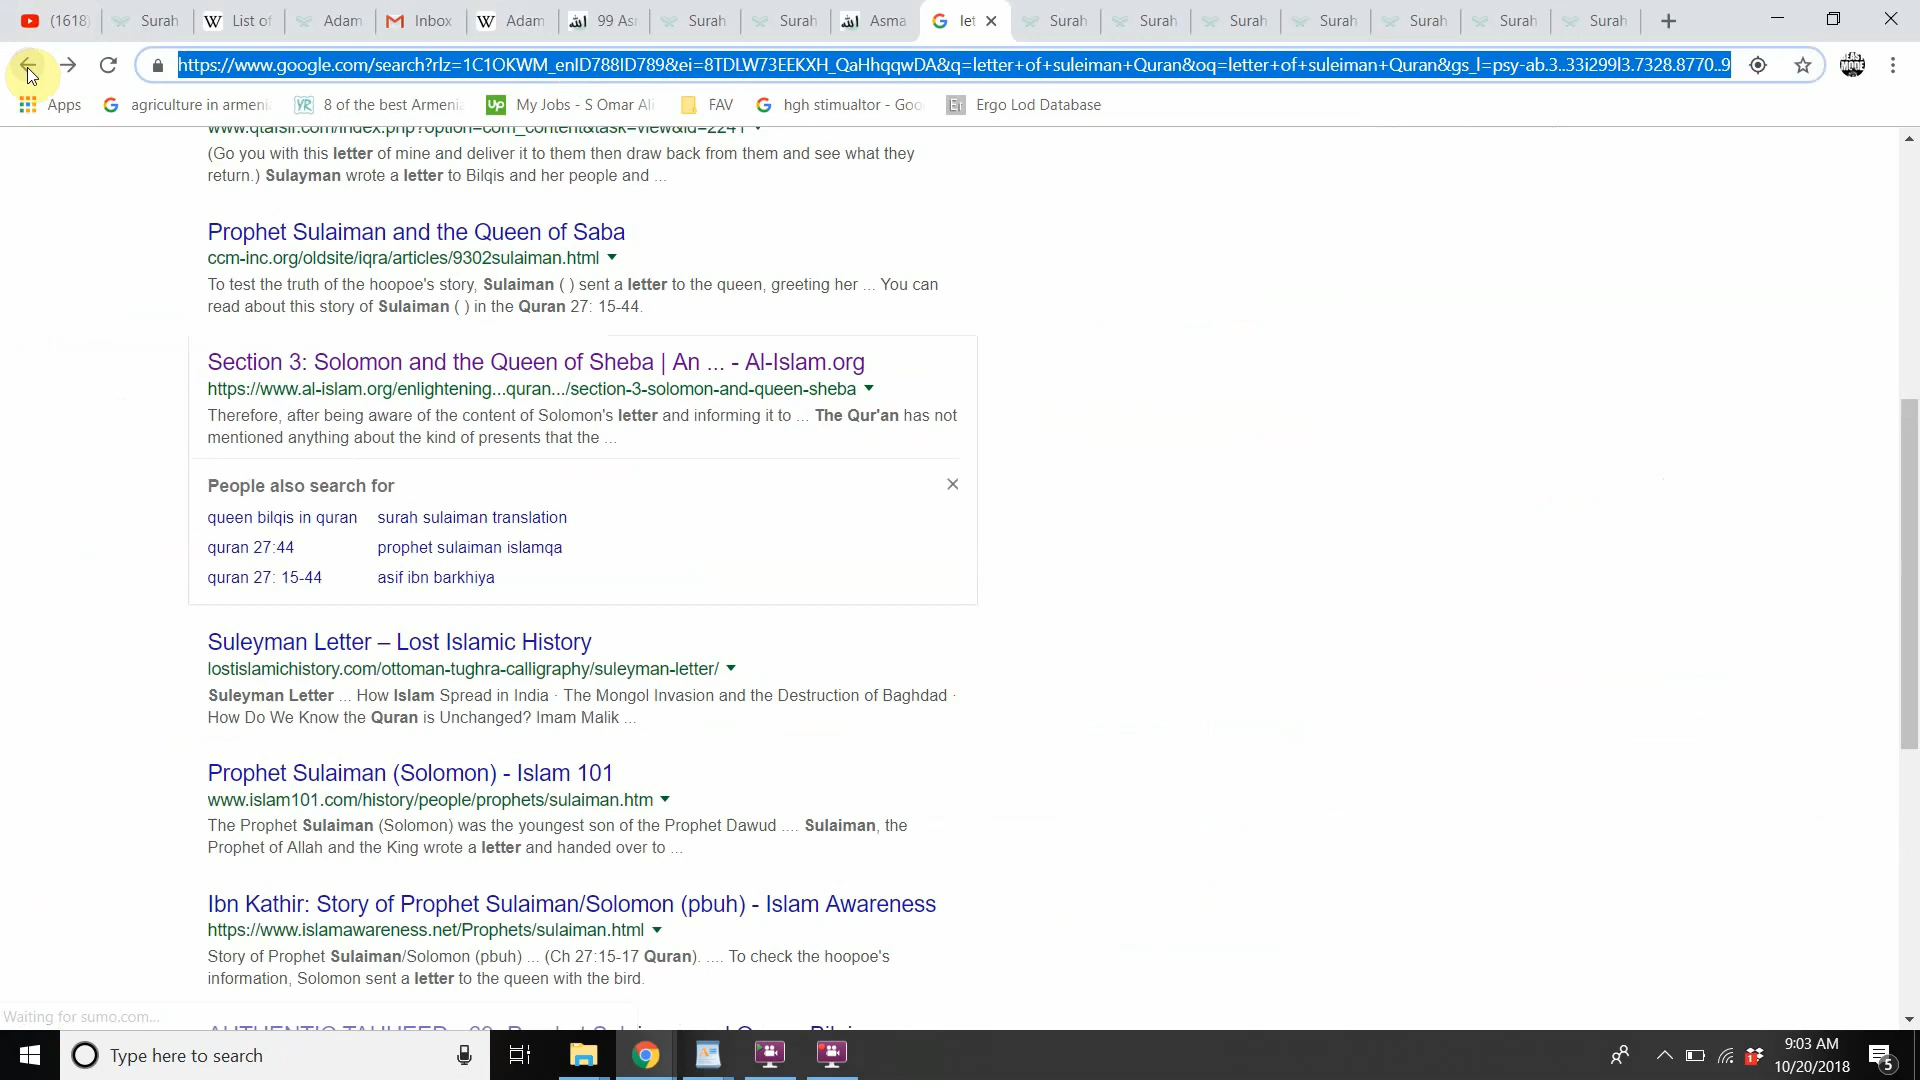 (1618) Surah List of Adam Inbox Adam 99 Asm Surah Surah Asma let Surah Surah Surah Surah Surah Surah Surah
https://www.google.com/search?rlz=1C1OKWM_enID788ID789&ei=8TDLW73EEKXH_QaHhqqwDA&q=letter+of+suleiman+Quran&oq=letter+of+suleiman+Quran&gs_l=psy-ab.3..33i299l3.7328.8770..9
Apps agriculture in armeni 8 of the best Armenia My Jobs - S Omar Ali FAV hgh stimualtor - Goo Ergo Lod Database
www.qtafsir.com/index.php?option=com_content&task=view&id=2241
(Go you with this letter of mine and deliver it to them then draw back from them and see what they
return.) Sulayman wrote a letter to Bilqis and her people and ...
Prophet Sulaiman and the Queen of Saba
ccm-inc.org/oldsite/iqra/articles/9302sulaiman.html
To test the truth of the hoopoe's story, Sulaiman ( ) sent a letter to the queen, greeting her ... You can
read about this story of Sulaiman ( ) in the Quran 27: 15-44.
Section 3: Solomon and the Queen of Sheba | An ... - Al-Islam.org
https://www.al-islam.org/enlightening...quran.../section-3-solomon-and-queen-sheba
Therefore, after being aware of the content of Solomon's letter and informing it to ... The Qur'an has not
mentioned anything about the kind of presents that the ...
People also search for
queen bilqis in quran surah sulaiman translation
quran 27:44 prophet sulaiman islamqa
quran 27: 15-44 asif ibn barkhiya
Suleyman Letter – Lost Islamic History
lostislamichistory.com/ottoman-tughra-calligraphy/suleyman-letter/
Suleyman Letter ... How Islam Spread in India · The Mongol Invasion and the Destruction of Baghdad ·
How Do We Know the Quran is Unchanged? Imam Malik ...
Prophet Sulaiman (Solomon) - Islam 101
www.islam101.com/history/people/prophets/sulaiman.htm
The Prophet Sulaiman (Solomon) was the youngest son of the Prophet Dawud .... Sulaiman, the
Prophet of Allah and the King wrote a letter and handed over to ...
Ibn Kathir: Story of Prophet Sulaiman/Solomon (pbuh) - Islam Awareness
https://www.islamawareness.net/Prophets/sulaiman.html
Story of Prophet Sulaiman/Solomon (pbuh) ... (Ch 27:15-17 Quran). .... To check the hoopoe's
information, Solomon sent a letter to the queen with the bird.
Waiting for sumo.com...
AUTHENTIC TAUHEED
Type here to search
9:03 AM
10/20/2018
5